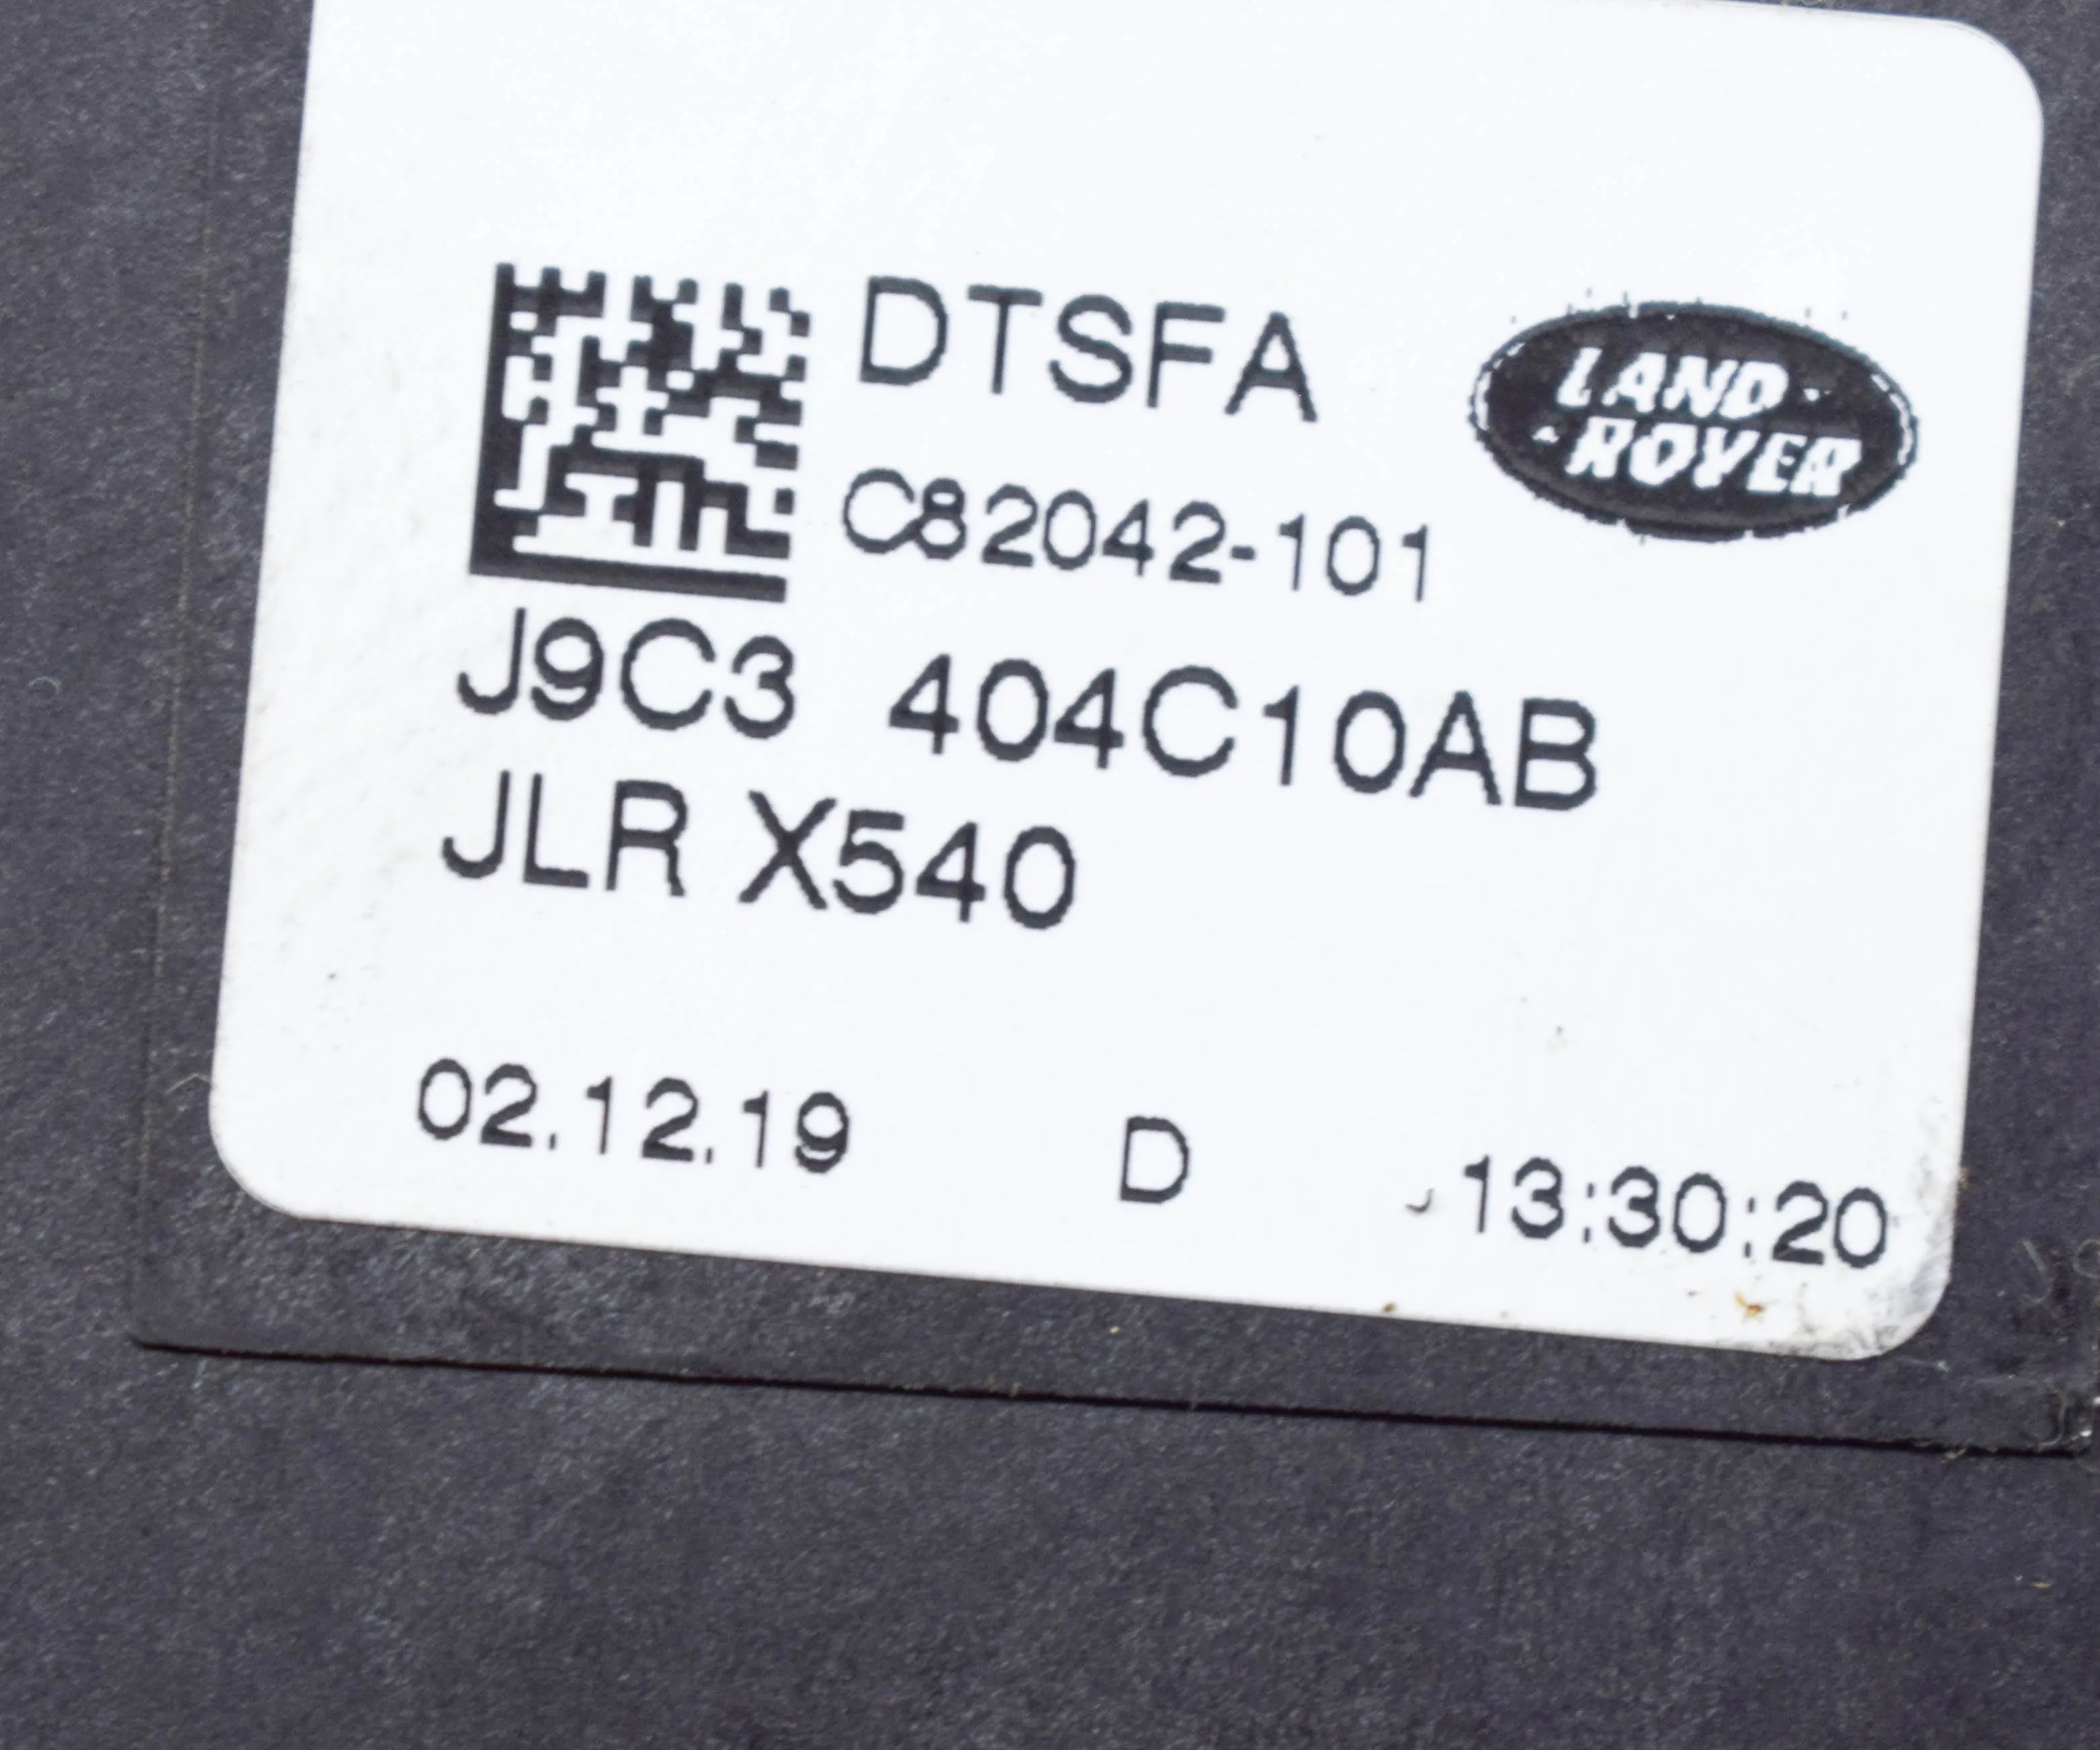 DTSFA
LAND-
ROVER
C82042-101
J9C3 404C10AB
JLR X540
02.12.19 D 13:30:20